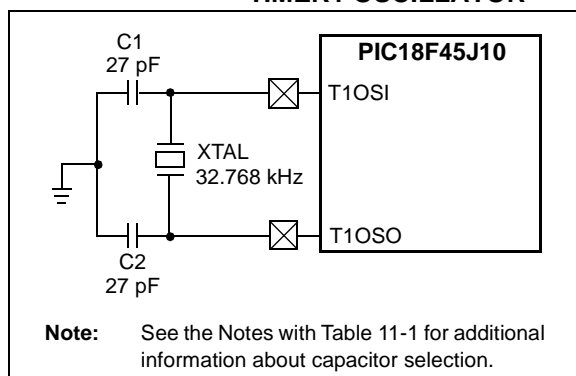 TIMER1 OSCILLATOR
C1
27 pF
PIC18F45J10
T1OSI
XTAL
32.768 kHz
T1OSO
C2
27 pF
Note: See the Notes with Table 11-1 for additional
information about capacitor selection.